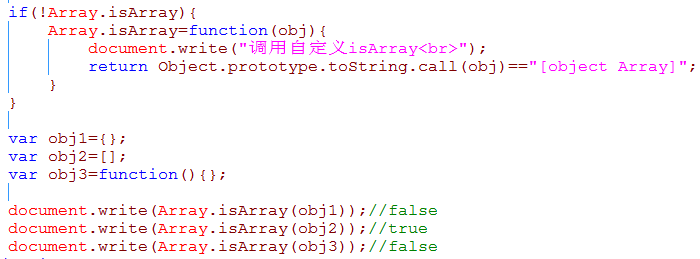 if(!Array.isArray){
    Array.isArray=function(obj){
        document.write("调用自定义isArray<br>");
        return Object.prototype.toString.call(obj)=="[object Array]";
    }
}
var obj1={};
var obj2=[];
var obj3=function(){};
document.write(Array.isArray(obj1));//false
document.write(Array.isArray(obj2));//true
document.write(Array.isArray(obj3));//false